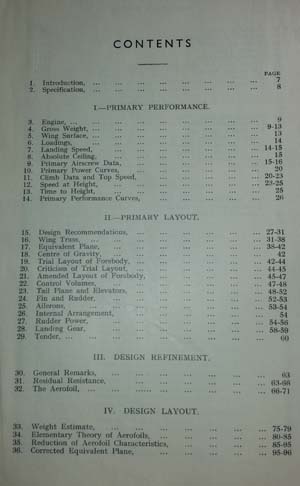 CONTENTS
PAGE
1. Introduction, ... ... ... ... ... ... ... 7
2. Specification, ... ... ... ... ... ... ... 8
I.—PRIMARY PERFORMANCE.
3. Engine, ... ... ... ... ... ... ... ... 9
4. Gross Weight, ... ... ... ... ... ... ... 9-13
5. Wing Surface, ... ... ... ... ... ... ... 13
6. Loadings, ... ... ... ... ... ... ... 14
7. Landing Speed, ... ... ... ... ... ... ... 14-15
8. Absolute Ceiling, ... ... ... ... ... ... 15
9. Primary Airscrew Data, ... ... ... ... ... ... 15-16
10. Primary Power Curves, ... ... ... ... ... ... 20
11. Climb Data and Top Speed, ... ... ... ... ... 20-23
12. Speed at Height, ... ... ... ... ... ... 23-25
13. Time to Height, ... ... ... ... ... ... 25
14. Primary Performance Curves, ... ... ... ... ... 26
II.—PRIMARY LAYOUT.
15. Design Recommendations, ... ... ... ... ... 27-31
16. Wing Truss, ... ... ... ... ... ... ... 31-38
17. Equivalent Plane, ... ... ... ... ... ... 38-42
18. Centre of Gravity, ... ... ... ... ... ... 42
19. Trial Layout of Forebody, ... ... ... ... ... 42-44
20. Criticism of Trial Layout, ... ... ... ... ... 44-45
21. Amended Layout of Forebody, ... ... ... ... ... 45-47
22. Control Volumes, ... ... ... ... ... ... 47-48
23. Tail Plane and Elevators, ... ... ... ... ... 48-52
24. Fin and Rudder, ... ... ... ... ... ... 52-53
25. Ailerons, ... ... ... ... ... ... ... 53-54
26. Internal Arrangement, ... ... ... ... ... ... 54
27. Rudder Power, ... ... ... ... ... ... 54-56
28. Landing Gear, ... ... ... ... ... ... 58-59
29. Tender, ... ... ... ... ... ... ... 60
III. DESIGN REFINEMENT.
30. General Remarks, ... ... ... ... ... ... 63
31. Residual Resistance, ... ... ... ... ... ... 63-66
32. The Aerofoil, ... ... ... ... ... ... ... 66-71
IV. DESIGN LAYOUT.
33. Weight Estimate, ... ... ... ... ... ... 75-79
34. Elementary Theory of Aerofoils, ... ... ... ... 80-85
35. Reduction of Aerofoil Characteristics, ... ... ... 85-95
36. Corrected Equivalent Plane, ... ... ... ... 95-96